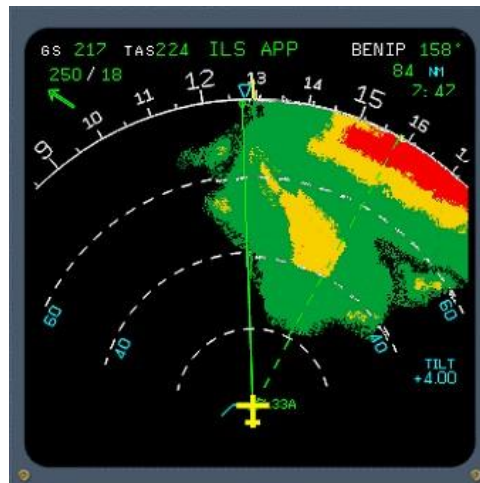 GS 217 TAS224 ILS APP BENIP 158°
250/18 84 NM
7:47
9 10 11 12 13 14 15 16
60 40 40 60
TILT
+4.00
33A